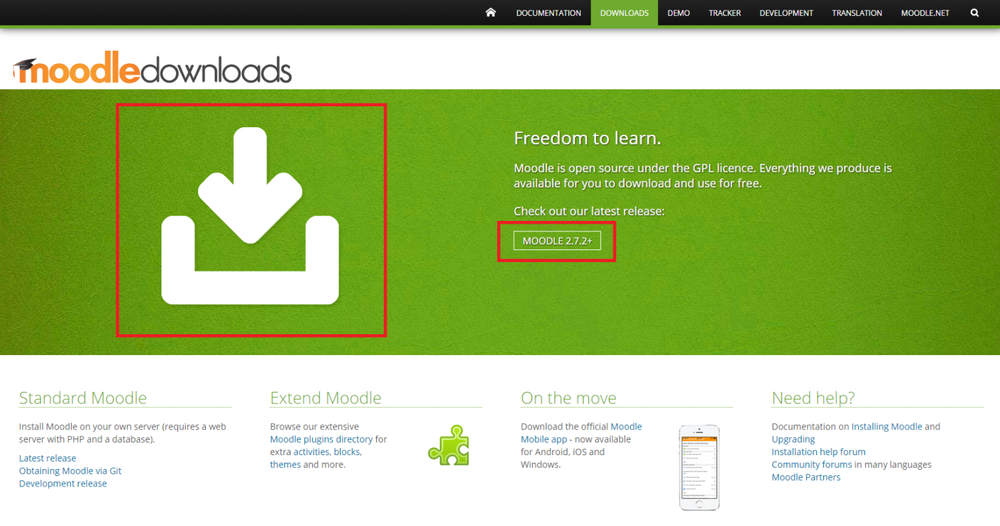 DOCUMENTATION DOWNLOADS DEMO TRACKER DEVELOPMENT TRANSLATION MOODLE.NET
moodledownloads
Freedom to learn.
Moodle is open source under the GPL licence. Everything we produce is
available for you to download and use for free.
Check out our latest release:
MOODLE 2.7.2+
Standard Moodle
Install Moodle on your own server (requires a web
server with PHP and a database).
Latest release
Obtaining Moodle via Git
Development release
Extend Moodle
Browse our extensive
Moodle plugins directory for
extra activities, blocks,
themes and more.
On the move
Download the official Moodle
Mobile app - now available
for Android, iOS and
Windows.
Need help?
Documentation on Installing Moodle and
Upgrading
Installation help forum
Community forums in many languages
Moodle Partners